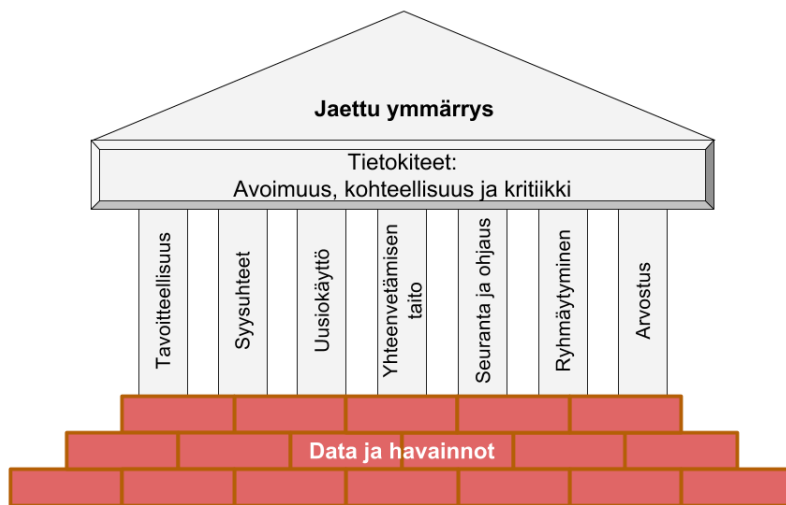 Jaettu ymmärrys
Tietokiteet:
Avoimuus, kohteellisuus ja kritiikki
Tavoitteellisuus
Syysuhteet
Uusiokäyttö
Yhteenvetämisen
taito
Seuranta ja ohjaus
Ryhmäytyminen
Arvostus
Data ja havainnot